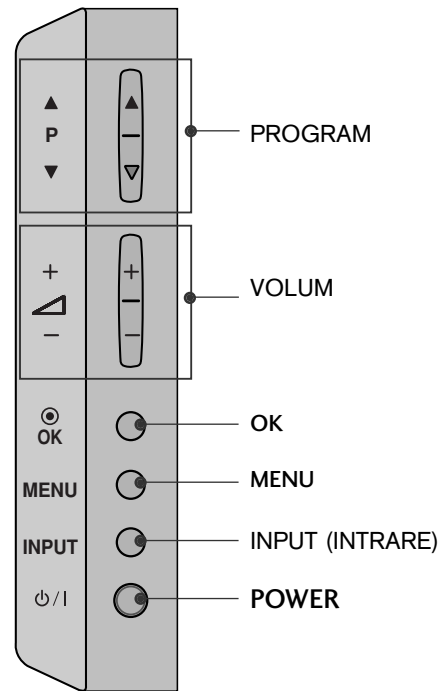 P
PROGRAM
+ +
VOLUM
- -
OK OK
MENU MENU
INPUT INPUT (INTRARE)
⏻/I POWER